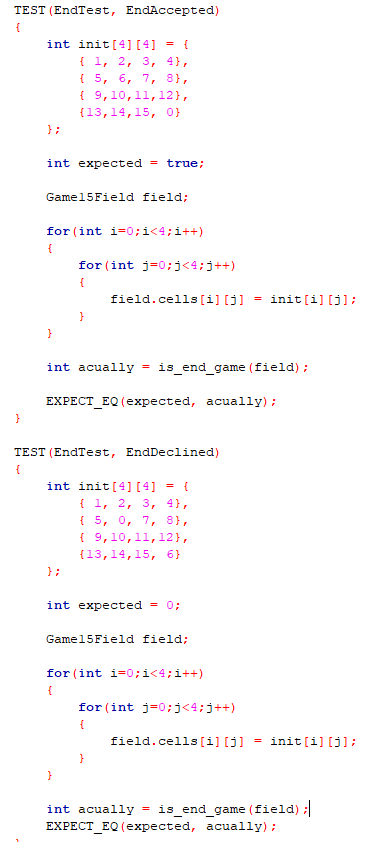 TEST(EndTest, EndAccepted)
{
    int init[4][4] = {
        { 1, 2, 3, 4},
        { 5, 6, 7, 8},
        { 9,10,11,12},
        {13,14,15, 0}
    };
    int expected = true;
    Game15Field field;
    for(int i=0;i<4;i++)
    {
        for(int j=0;j<4;j++)
        {
            field.cells[i][j] = init[i][j];
        }
    }
    int acually = is_end_game(field);
    EXPECT_EQ(expected, acually);
}
TEST(EndTest, EndDeclined)
{
    int init[4][4] = {
        { 1, 2, 3, 4},
        { 5, 0, 7, 8},
        { 9,10,11,12},
        {13,14,15, 6}
    };
    int expected = 0;
    Game15Field field;
    for(int i=0;i<4;i++)
    {
        for(int j=0;j<4;j++)
        {
            field.cells[i][j] = init[i][j];
        }
    }
    int acually = is_end_game(field);
    EXPECT_EQ(expected, acually);